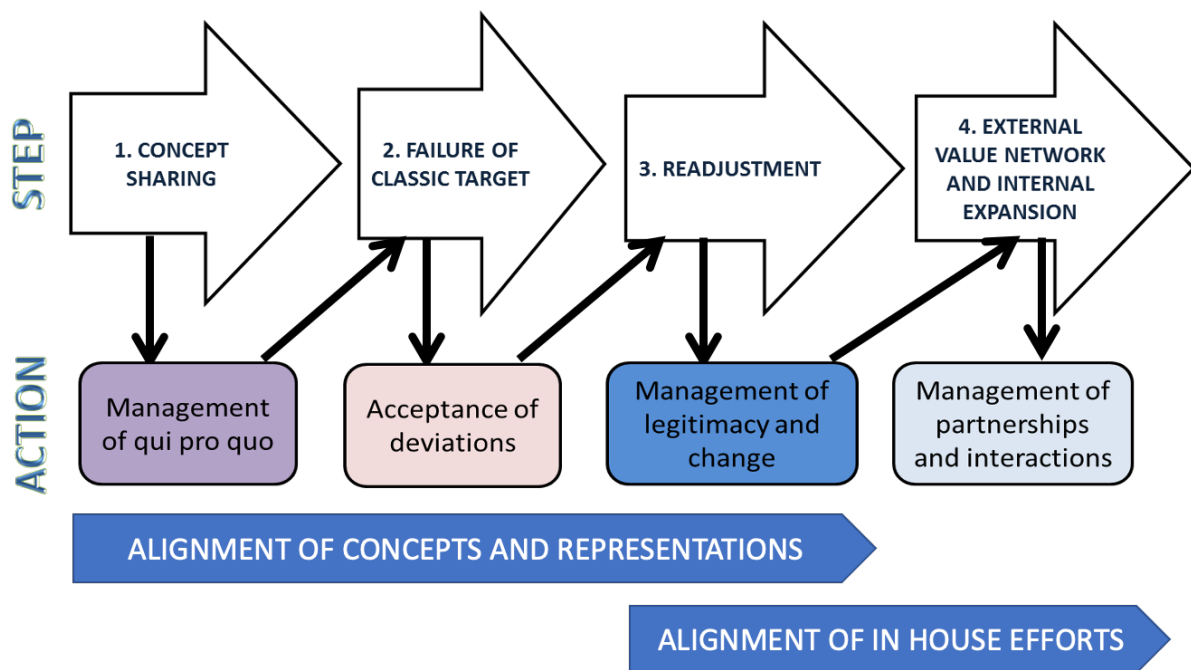 STEP
1. CONCEPT
SHARING
2. FAILURE OF
CLASSIC TARGET
3. READJUSTMENT
4. EXTERNAL
VALUE NETWORK
AND INTERNAL
EXPANSION
ACTION
Management
of qui pro quo
Acceptance of
deviations
Management of
legitimacy and
change
Management of
partnerships
and interactions
ALIGNMENT OF CONCEPTS AND REPRESENTATIONS
ALIGNMENT OF IN HOUSE EFFORTS